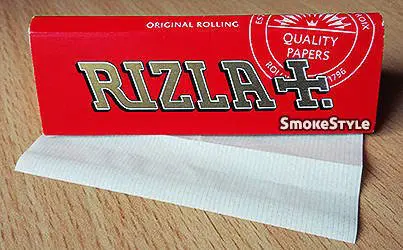 ORIGINAL ROLLING
QUALITY
PAPERS
1796
RIZLA+.
SmokeStyle